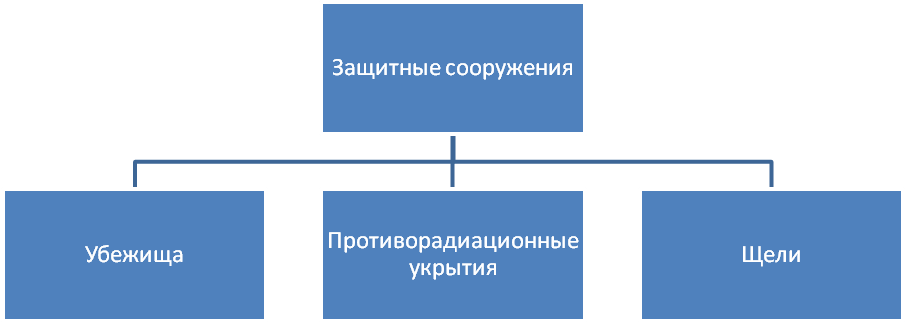 Защитные сооружения
Убежища
Противорадиационные
укрытия
Щели